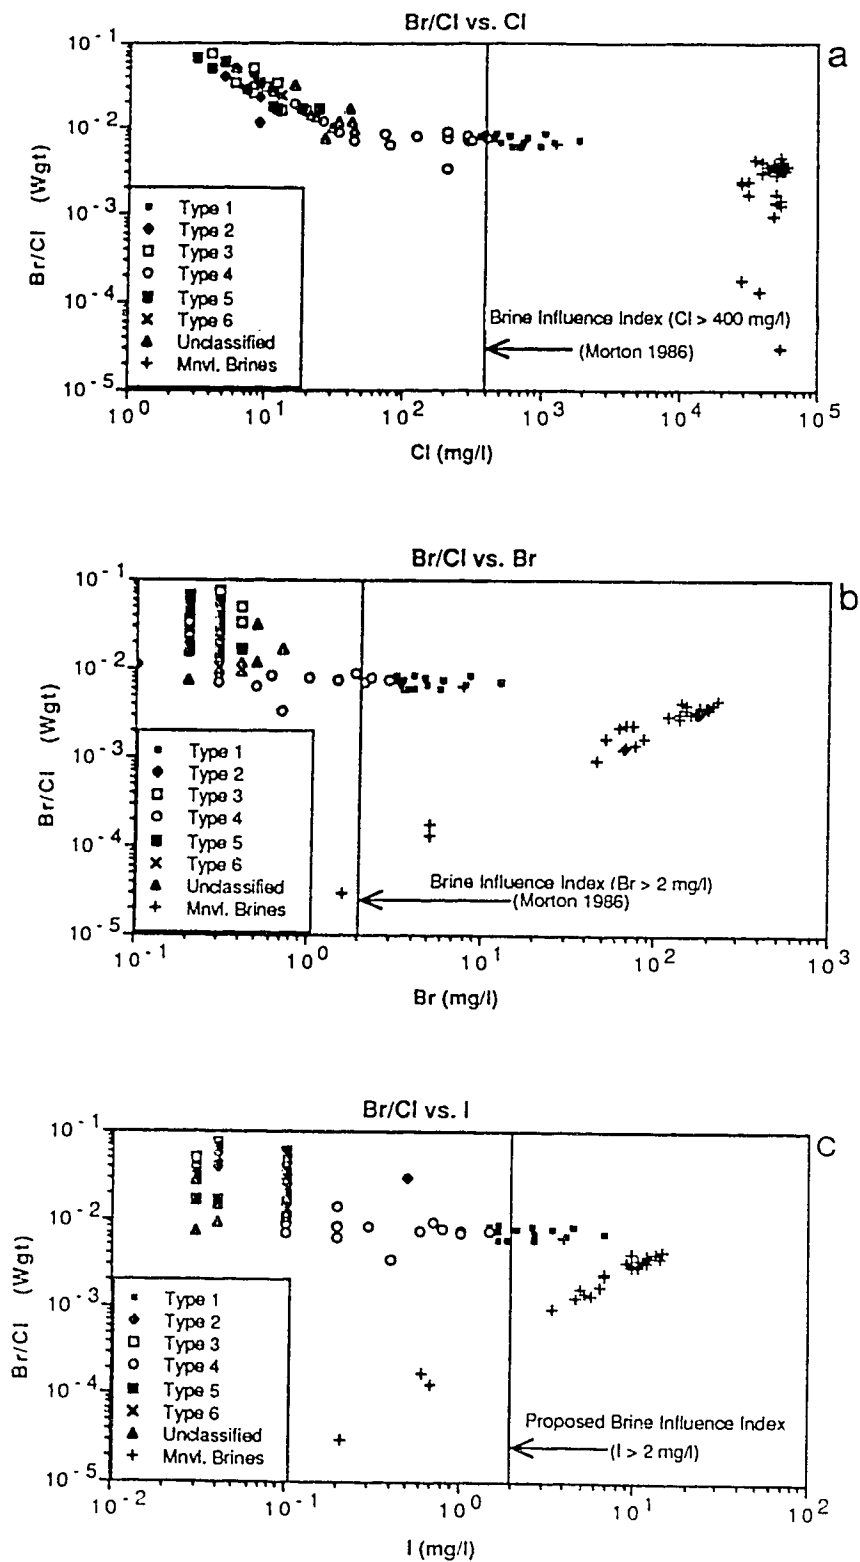 Br/Cl vs. Cl
a
10-1
10-2
10-3
10-4
10-5
Br/Cl (Wgt)
Type 1
Type 2
Type 3
Type 4
Type 5
Type 6
Unclassified
Mnvl. Brines
Brine Influence Index (Cl > 400 mg/l)
(Morton 1986)
100 101 102 103 104 105
Cl (mg/l)
Br/Cl vs. Br
b
10-1
10-2
10-3
10-4
10-5
Br/Cl (Wgt)
Type 1
Type 2
Type 3
Type 4
Type 5
Type 6
Unclassified
Mnvl. Brines
Brine Influence Index (Br > 2 mg/l)
(Morton 1986)
10-1 100 101 102 103
Br (mg/l)
Br/Cl vs. I
c
10-1
10-2
10-3
10-4
10-5
Br/Cl (Wgt)
Type 1
Type 2
Type 3
Type 4
Type 5
Type 6
Unclassified
Mnvl. Brines
Proposed Brine Influence Index
(I > 2 mg/l)
10-2 10-1 100 101 102
I (mg/l)